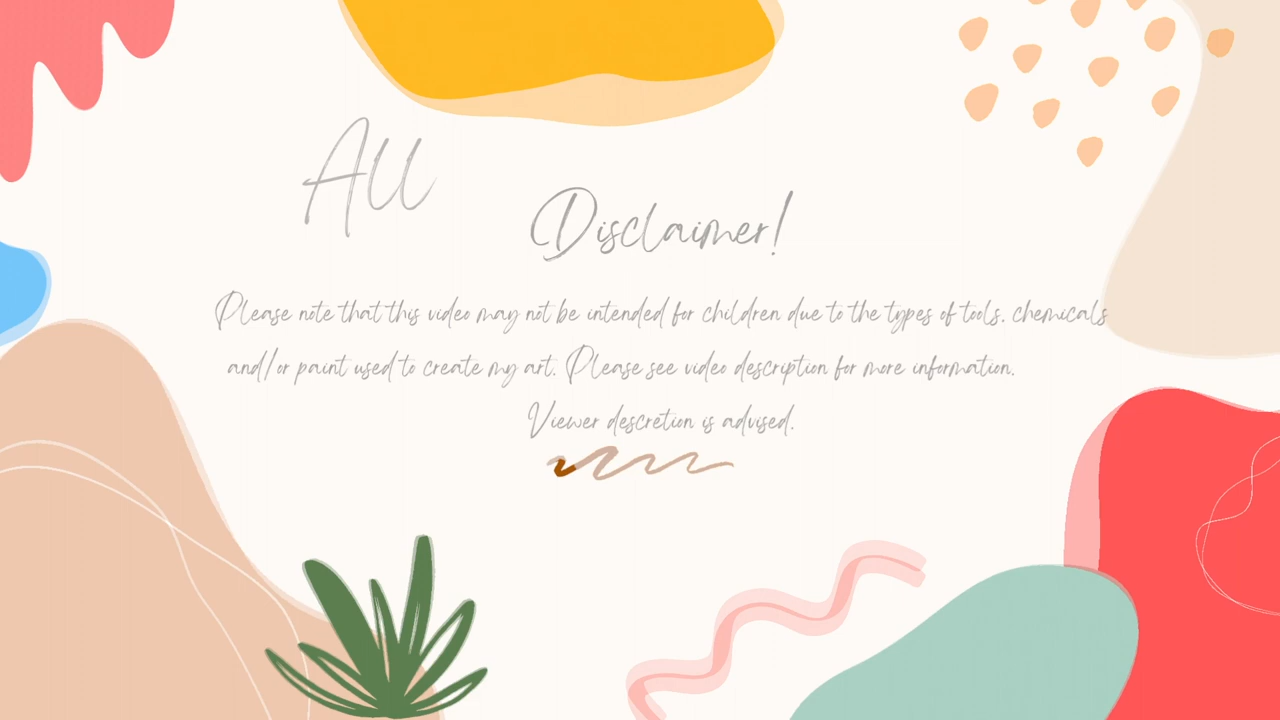 All
Disclaimer!
Please note that this video may not be intended for children due to the types of tools. chemicals
and/or paint used to create my art. Please see video description for more information.
Viewer descretion is advised.